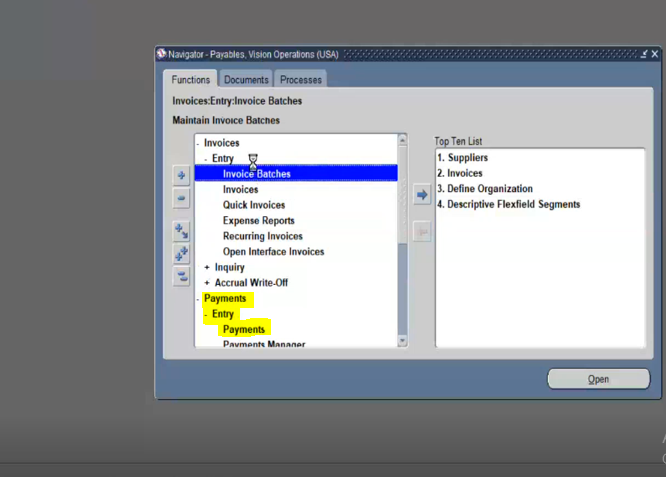 Navigator - Payables, Vision Operations (USA)
Functions Documents Processes
Invoices:Entry:Invoice Batches
Maintain Invoice Batches
- Invoices
- Entry
Invoice Batches
Invoices
Quick Invoices
Expense Reports
Recurring Invoices
Open Interface Invoices
+ Inquiry
+ Accrual Write-Off
- Payments
- Entry
Payments
Payments Manager
Top Ten List
1. Suppliers
2. Invoices
3. Define Organization
4. Descriptive Flexfield Segments
Open